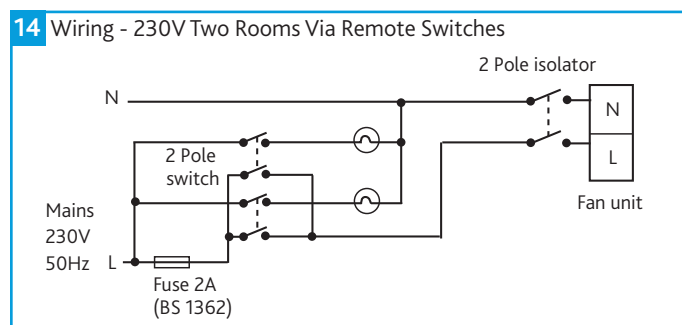 14 Wiring - 230V Two Rooms Via Remote Switches
2 Pole isolator
N
N
2 Pole
switch
L
Fan unit
Mains
230V
50Hz L
Fuse 2A
(BS 1362)